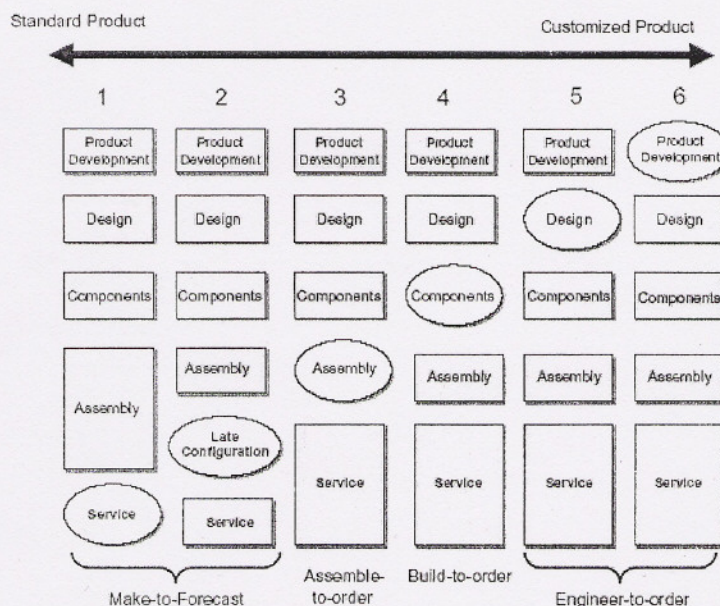 Standard Product
Customized Product
1 2 3 4 5 6
Product Development
Product Development
Product Development
Product Development
Product Development
Product Development
Design Design Design Design Design Design
Components Components Components Components Components Components
Assembly
Assembly
Assembly
Assembly
Assembly
Assembly
Late
Configuration
Service
Service
Service
Service
Service
Service
Make-to-Forecast
Assemble-
to-order
Build-to-order
Engineer-to-order